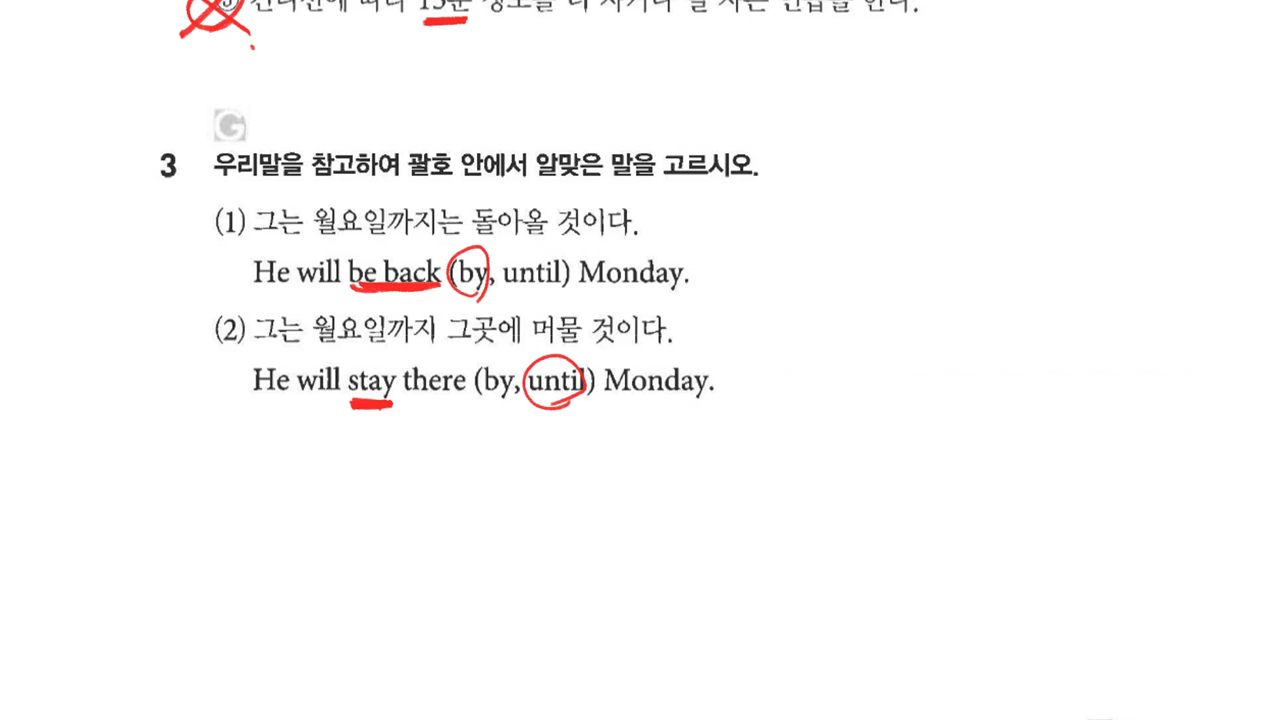 15분
G
3 우리말을 참고하여 괄호 안에서 알맞은 말을 고르시오.
(1) 그는 월요일까지는 돌아올 것이다.
He will be back (by, until) Monday.
(2) 그는 월요일까지 그곳에 머물 것이다.
He will stay there (by, until) Monday.